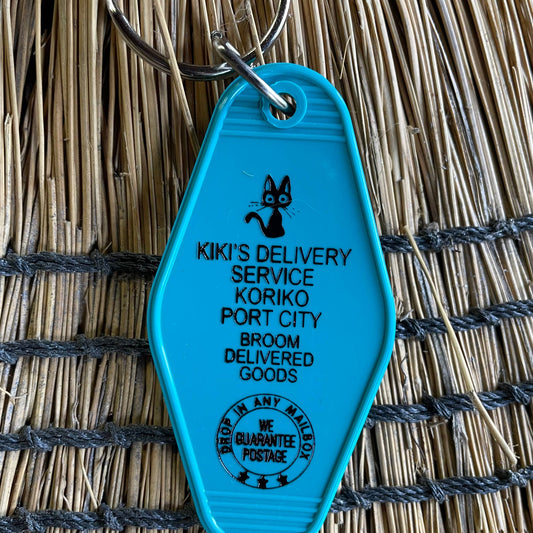 KIKI'S DELIVERY
SERVICE
KORIKO
PORT CITY
BROOM
DELIVERED
GOODS
DROP IN ANY MAILBOX
WE
GUARANTEE
POSTAGE